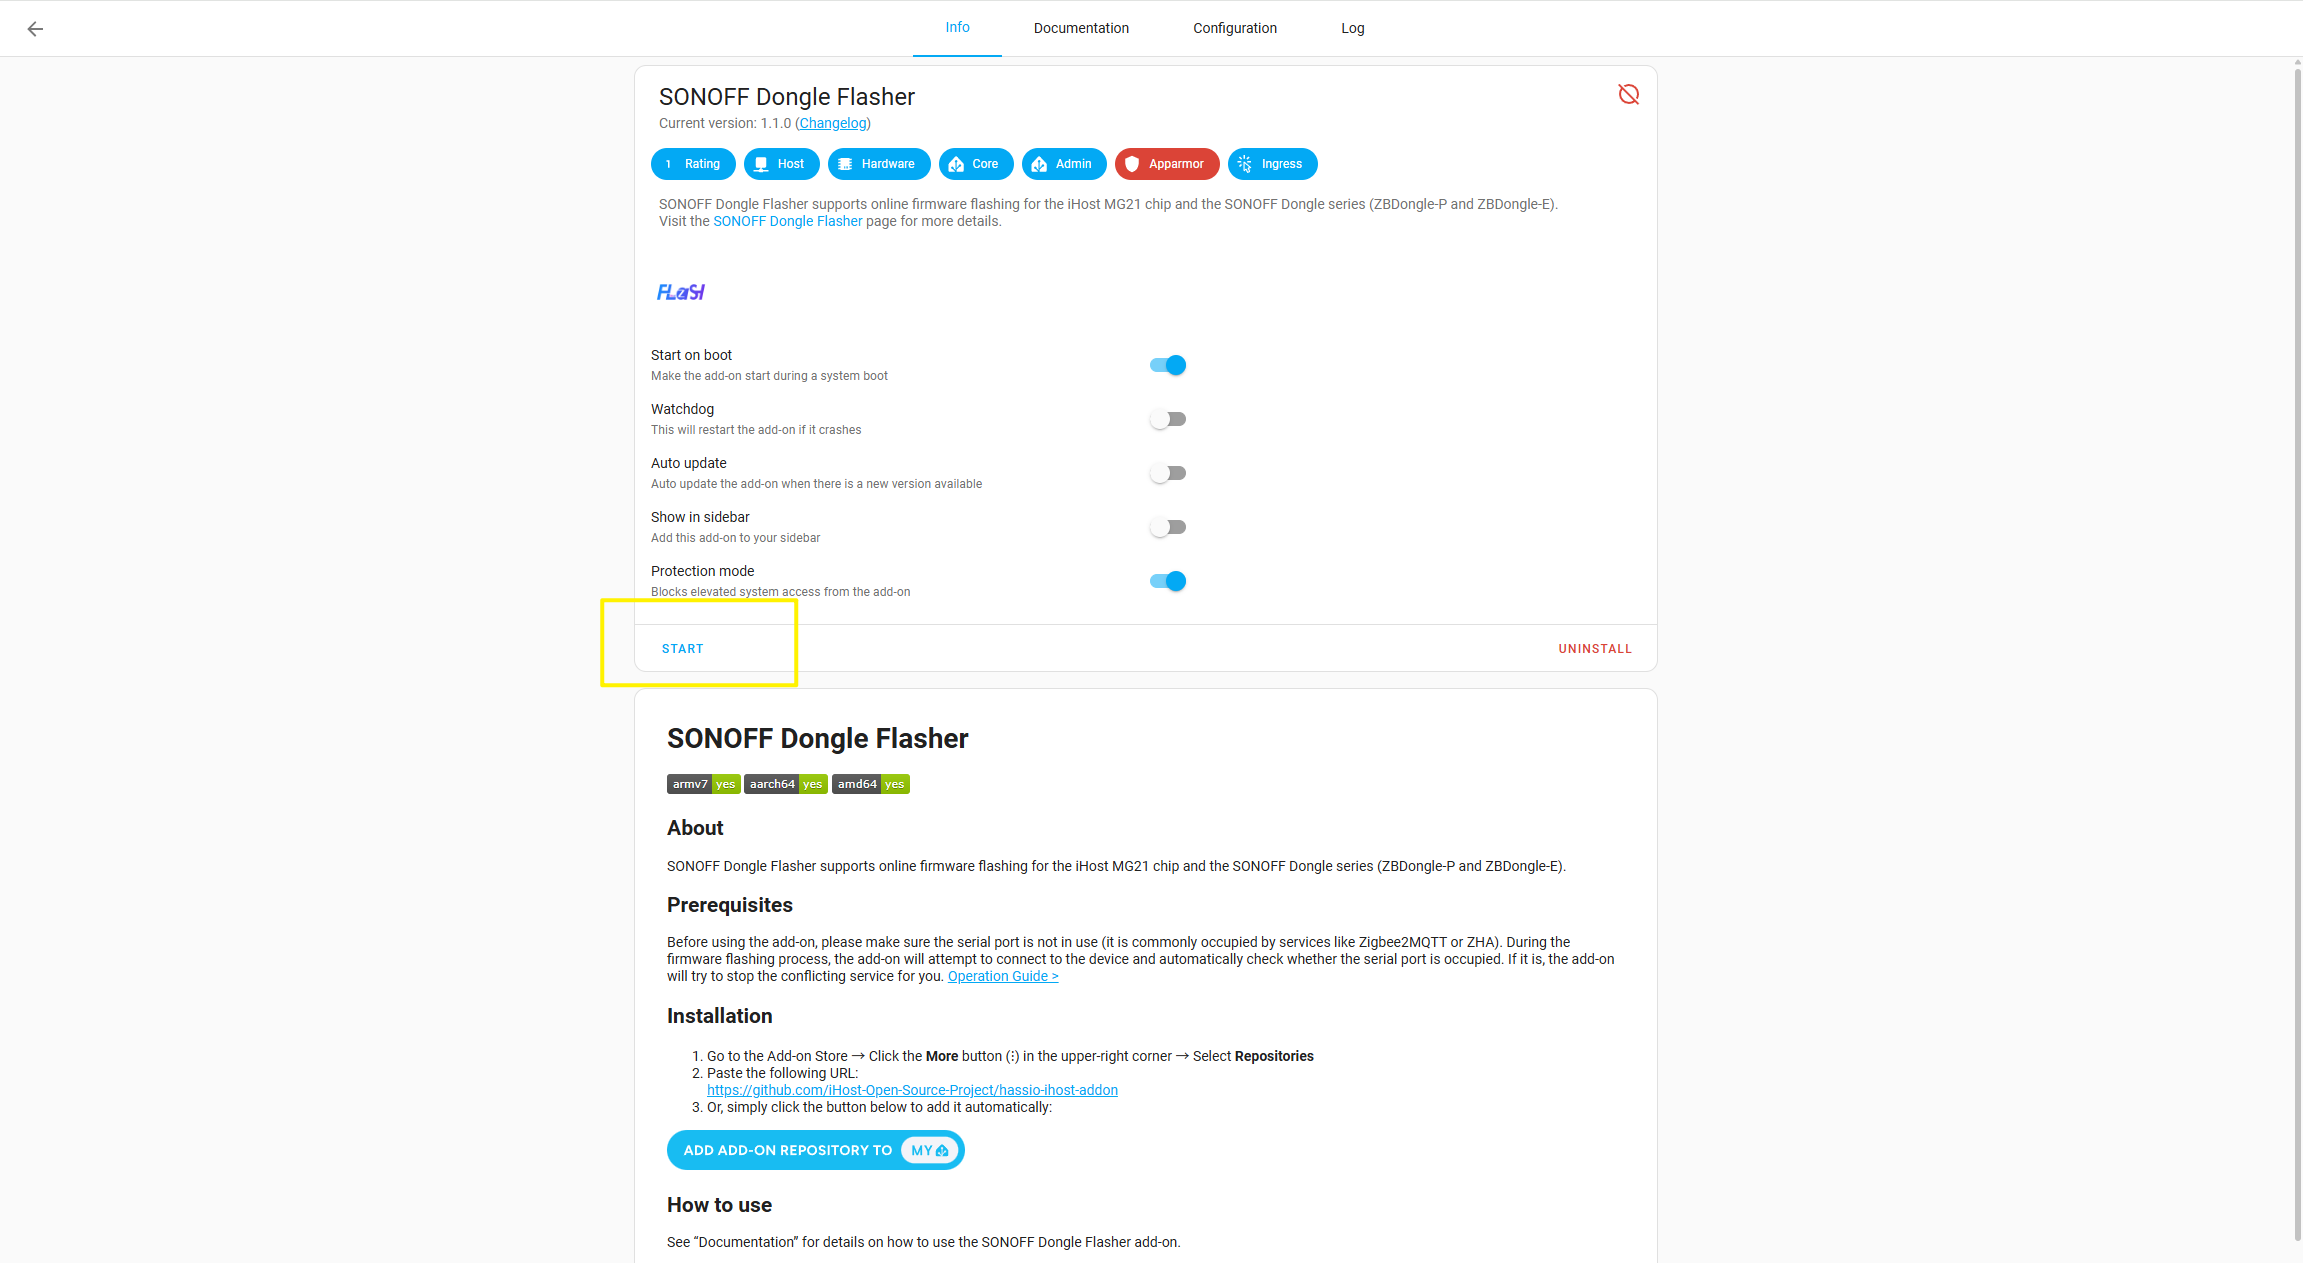 Info
Documentation
Configuration
Log
SONOFF Dongle Flasher
Current version: 1.1.0 (Changelog)
1 Rating
Host
Hardware
Core
Admin
Apparmor
Ingress
SONOFF Dongle Flasher supports online firmware flashing for the iHost MG21 chip and the SONOFF Dongle series (ZBDongle-P and ZBDongle-E).
Visit the SONOFF Dongle Flasher page for more details.
FLaSH
Start on boot
Make the add-on start during a system boot
Watchdog
This will restart the add-on if it crashes
Auto update
Auto update the add-on when there is a new version available
Show in sidebar
Add this add-on to your sidebar
Protection mode
Blocks elevated system access from the add-on
START
UNINSTALL
SONOFF Dongle Flasher
armv7 yes aarch64 yes amd64 yes
About
SONOFF Dongle Flasher supports online firmware flashing for the iHost MG21 chip and the SONOFF Dongle series (ZBDongle-P and ZBDongle-E).
Prerequisites
Before using the add-on, please make sure the serial port is not in use (it is commonly occupied by services like Zigbee2MQTT or ZHA). During the
firmware flashing process, the add-on will attempt to connect to the device and automatically check whether the serial port is occupied. If it is, the add-on
will try to stop the conflicting service for you. Operation Guide >
Installation
1. Go to the Add-on Store → Click the More button (⋮) in the upper-right corner → Select Repositories
2. Paste the following URL:
https://github.com/iHost-Open-Source-Project/hassio-ihost-addon
3. Or, simply click the button below to add it automatically:
ADD ADD-ON REPOSITORY TO MY
How to use
See “Documentation” for details on how to use the SONOFF Dongle Flasher add-on.